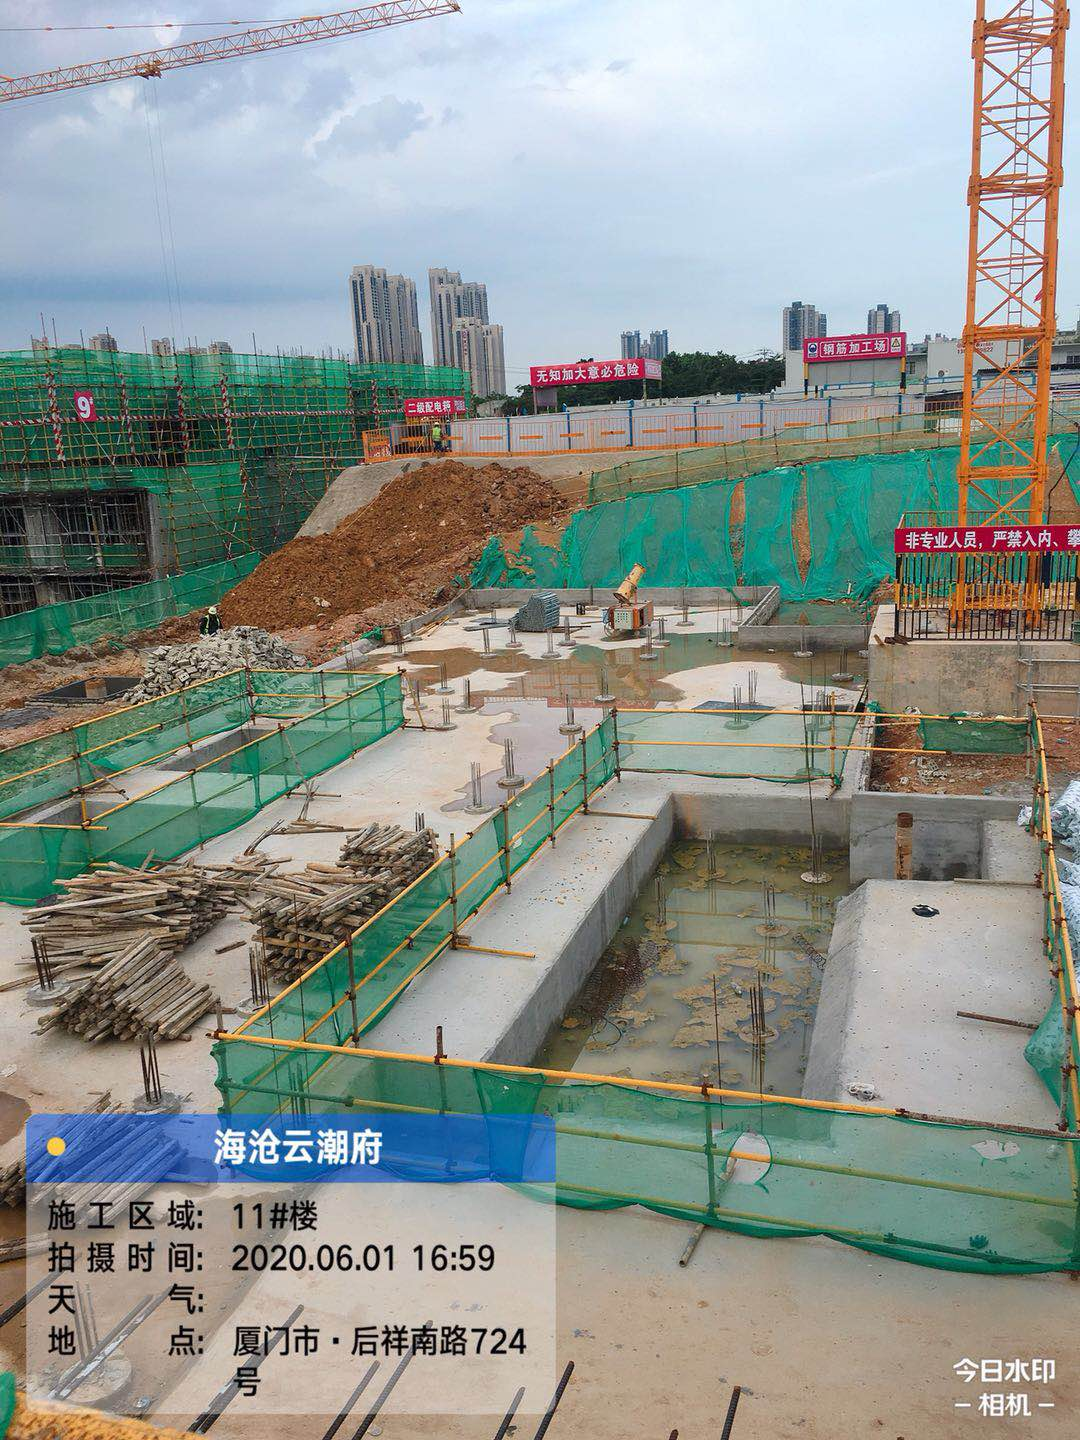 9#
二级配电箱
无知加大意必危险
钢筋加工场
非专业人员，严禁入内、攀
海沧云潮府
施工区域: 11#楼
拍摄时间: 2020.06.01 16:59
天气:
地点: 厦门市·后祥南路724
号
今日水印
-相机-